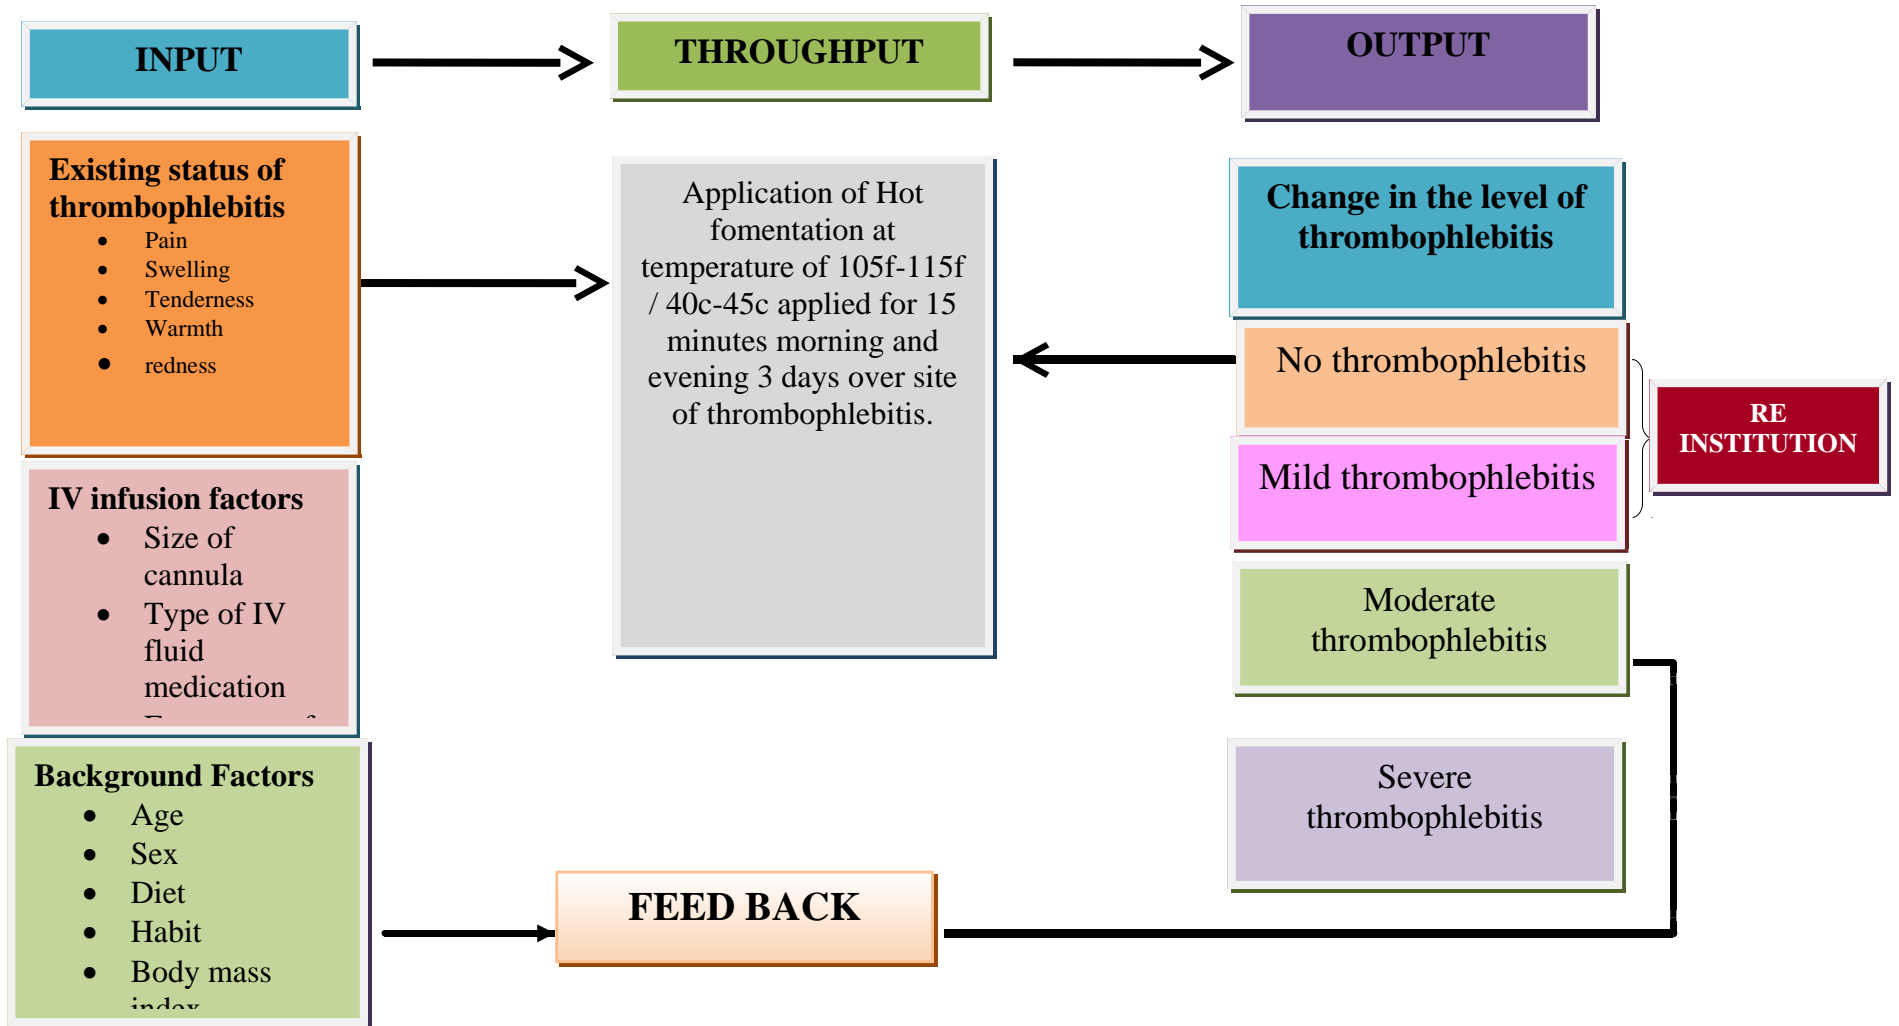 INPUT
THROUGHPUT
OUTPUT
Existing status of
thrombophlebitis
• Pain
• Swelling
• Tenderness
• Warmth
• redness
IV infusion factors
• Size of
cannula
• Type of IV
fluid
medication
Background Factors
• Age
• Sex
• Diet
• Habit
• Body mass
index
Application of Hot
fomentation at
temperature of 105f-115f
/ 40c-45c applied for 15
minutes morning and
evening 3 days over site
of thrombophlebitis.
FEED BACK
Change in the level of
thrombophlebitis
No thrombophlebitis
Mild thrombophlebitis
Moderate
thrombophlebitis
Severe
thrombophlebitis
RE
INSTITUTION